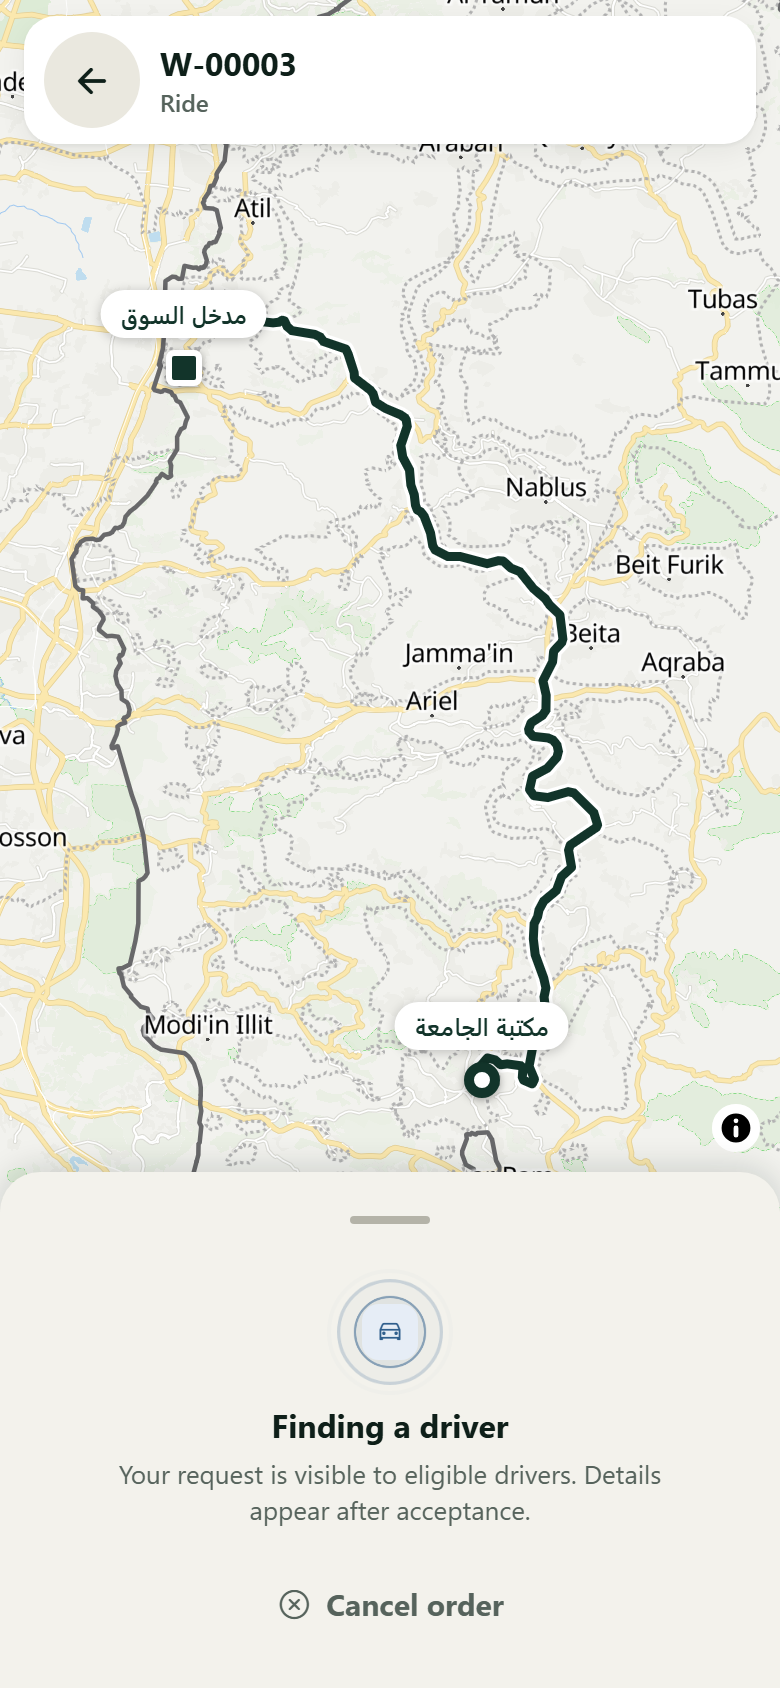 W-00003
Ride
Atil
مدخل السوق
Tubas
Nablus
Beit Furik
Beita
Jamma'in
Aqraba
Ariel
Modi'in Illit
مكتبة الجامعة
Finding a driver
Your request is visible to eligible drivers. Details
appear after acceptance.
Cancel order